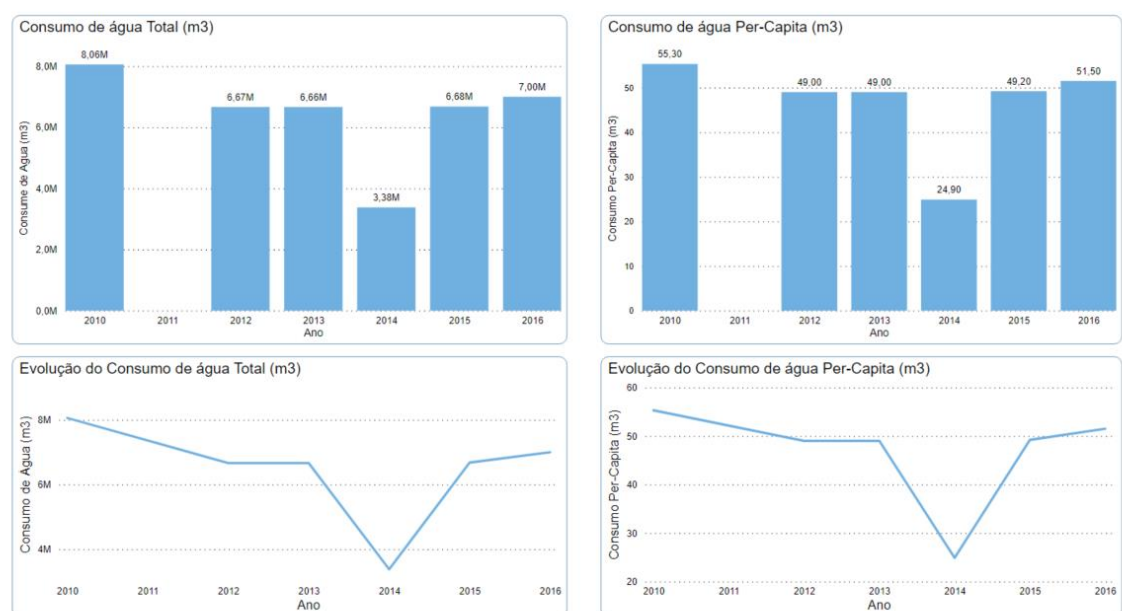 Consumo de água Total (m3)
Consume de Agua (m3)
8,0M
6,0M
4,0M
2,0M
0,0M
8,06M
6,67M
6,66M
3,38M
6,68M
7,00M
2010 2011 2012 2013 2014 2015 2016
Ano
Consumo de água Per-Capita (m3)
Consumo Per-Capita (m3)
50
40
30
20
10
0
55,30
49,00
49,00
24,90
49,20
51,50
2010 2011 2012 2013 2014 2015 2016
Ano
Evolução do Consumo de água Total (m3)
Consumo de Agua (m3)
8M
6M
4M
2010 2011 2012 2013 2014 2015 2016
Ano
Evolução do Consumo de água Per-Capita (m3)
Consumo Per-Capita (m3)
60
50
40
30
20
2010 2011 2012 2013 2014 2015 2016
Ano